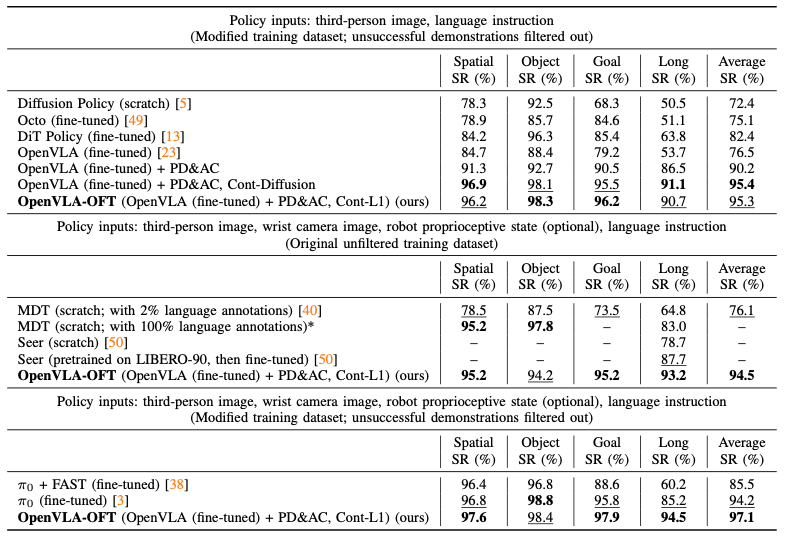 Policy inputs: third-person image, language instruction
(Modified training dataset; unsuccessful demonstrations filtered out)
Spatial Object Goal Long Average
SR (%) SR (%) SR (%) SR (%) SR (%)
Diffusion Policy (scratch) [5] 78.3 92.5 68.3 50.5 72.4
Octo (fine-tuned) [49] 78.9 85.7 84.6 51.1 75.1
DiT Policy (fine-tuned) [13] 84.2 96.3 85.4 63.8 82.4
OpenVLA (fine-tuned) [23] 84.7 88.4 79.2 53.7 76.5
OpenVLA (fine-tuned) + PD&AC 91.3 92.7 90.5 86.5 90.2
OpenVLA (fine-tuned) + PD&AC, Cont-Diffusion 96.9 98.1 95.5 91.1 95.4
OpenVLA-OFT (OpenVLA (fine-tuned) + PD&AC, Cont-L1) (ours) 96.2 98.3 96.2 90.7 95.3
Policy inputs: third-person image, wrist camera image, robot proprioceptive state (optional), language instruction
(Original unfiltered training dataset)
Spatial Object Goal Long Average
SR (%) SR (%) SR (%) SR (%) SR (%)
MDT (scratch; with 2% language annotations) [40] 78.5 87.5 73.5 64.8 76.1
MDT (scratch; with 100% language annotations)* 95.2 97.8 – 83.0 –
Seer (scratch) [50] – – – 78.7 –
Seer (pretrained on LIBERO-90, then fine-tuned) [50] – – – 87.7 –
OpenVLA-OFT (OpenVLA (fine-tuned) + PD&AC, Cont-L1) (ours) 95.2 94.2 95.2 93.2 94.5
Policy inputs: third-person image, wrist camera image, robot proprioceptive state (optional), language instruction
(Modified training dataset; unsuccessful demonstrations filtered out)
Spatial Object Goal Long Average
SR (%) SR (%) SR (%) SR (%) SR (%)
π₀ + FAST (fine-tuned) [38] 96.4 96.8 88.6 60.2 85.5
π₀ (fine-tuned) [3] 96.8 98.8 95.8 85.2 94.2
OpenVLA-OFT (OpenVLA (fine-tuned) + PD&AC, Cont-L1) (ours) 97.6 98.4 97.9 94.5 97.1